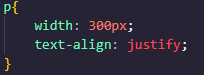 p{
    width: 300px;
    text-align: justify;
}